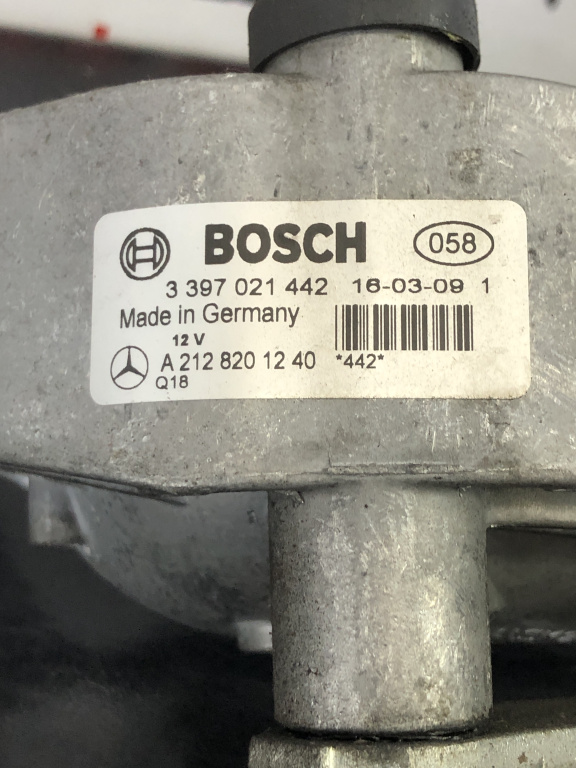 BOSCH 058
3 397 021 442 16-03-09 1
Made in Germany
12 V
A 212 820 12 40 *442*
Q18